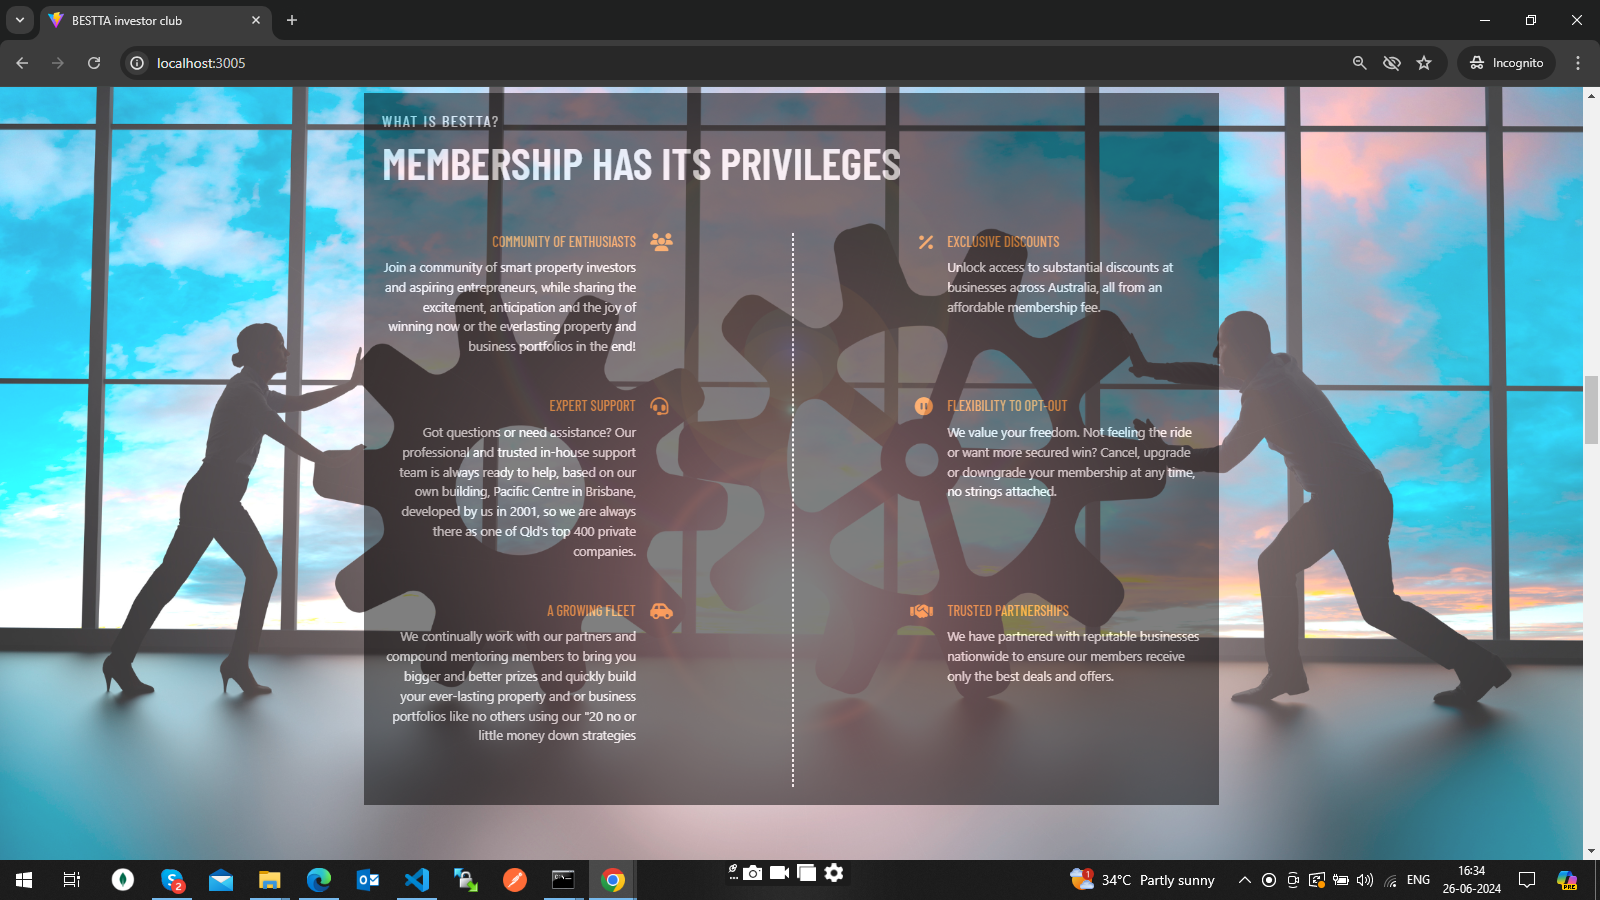 BESTTA investor club
localhost:3005
Incognito
WHAT IS BESTTA?
MEMBERSHIP HAS ITS PRIVILEGES
COMMUNITY OF ENTHUSIASTS
Join a community of smart property investors
and aspiring entrepreneurs, while sharing the
excitement, anticipation and the joy of
winning now or the everlasting property and
business portfolios in the end!
EXPERT SUPPORT
Got questions or need assistance? Our
professional and trusted in-house support
team is always ready to help, based on our
own building, Pacific Centre in Brisbane,
developed by us in 2001, so we are always
there as one of Qld's top 400 private
companies.
A GROWING FLEET
We continually work with our partners and
compound mentoring members to bring you
bigger and better prizes and quickly build
your ever-lasting property and or business
portfolios like no others using our "20 no or
little money down strategies
EXCLUSIVE DISCOUNTS
Unlock access to substantial discounts at
businesses across Australia, all from an
affordable membership fee.
FLEXIBILITY TO OPT-OUT
We value your freedom. Not feeling the ride
or want more secured win? Cancel, upgrade
or downgrade your membership at any time,
no strings attached.
TRUSTED PARTNERSHIPS
We have partnered with reputable businesses
nationwide to ensure our members receive
only the best deals and offers.
2
1
34°C Partly sunny
ENG
16:34
26-06-2024
PRE